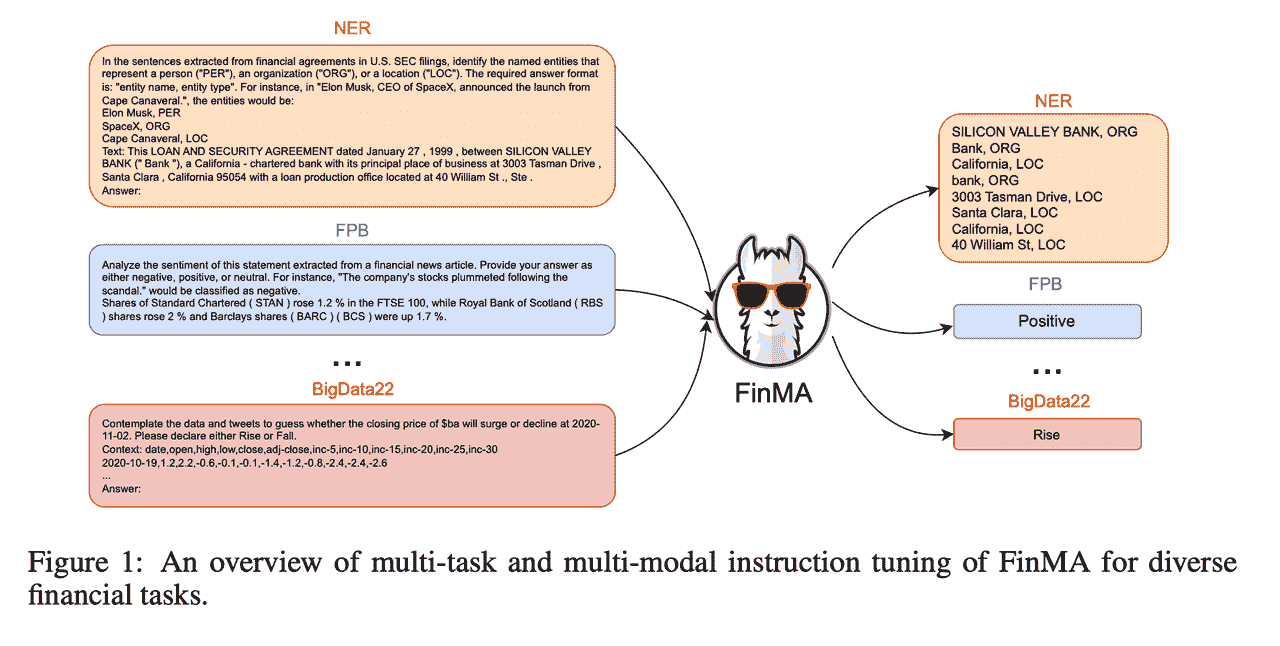 NER
In the sentences extracted from financial agreements in U.S. SEC filings, identify the named entities that
represent a person ("PER"), an organization ("ORG"), or a location ("LOC"). The required answer format
is: "entity name, entity type". For instance, in "Elon Musk, CEO of SpaceX, announced the launch from
Cape Canaveral.", the entities would be:
Elon Musk, PER
SpaceX, ORG
Cape Canaveral, LOC
Text: This LOAN AND SECURITY AGREEMENT dated January 27 , 1999 , between SILICON VALLEY
BANK (" Bank "), a California - chartered bank with its principal place of business at 3003 Tasman Drive ,
Santa Clara , California 95054 with a loan production office located at 40 William St ., Ste .
Answer:
FPB
Analyze the sentiment of this statement extracted from a financial news article. Provide your answer as
either negative, positive, or neutral. For instance, "The company's stocks plummeted following the
scandal." would be classified as negative.
Shares of Standard Chartered ( STAN ) rose 1.2 % in the FTSE 100, while Royal Bank of Scotland ( RBS
) shares rose 2 % and Barclays shares ( BARC ) ( BCS ) were up 1.7 %.
...
BigData22
Contemplate the data and tweets to guess whether the closing price of $ba will surge or decline at 2020-
11-02. Please declare either Rise or Fall.
Context: date,open,high,low,close,adj-close,inc-5,inc-10,inc-15,inc-20,inc-25,inc-30
2020-10-19,1.2,2.2,-0.6,-0.1,-0.1,-1.4,-1.2,-0.8,-2.4,-2.4,-2.6
...
Answer:
FinMA
NER
SILICON VALLEY BANK, ORG
Bank, ORG
California, LOC
bank, ORG
3003 Tasman Drive, LOC
Santa Clara, LOC
California, LOC
40 William St, LOC
FPB
Positive
...
BigData22
Rise
Figure 1: An overview of multi-task and multi-modal instruction tuning of FinMA for diverse
financial tasks.